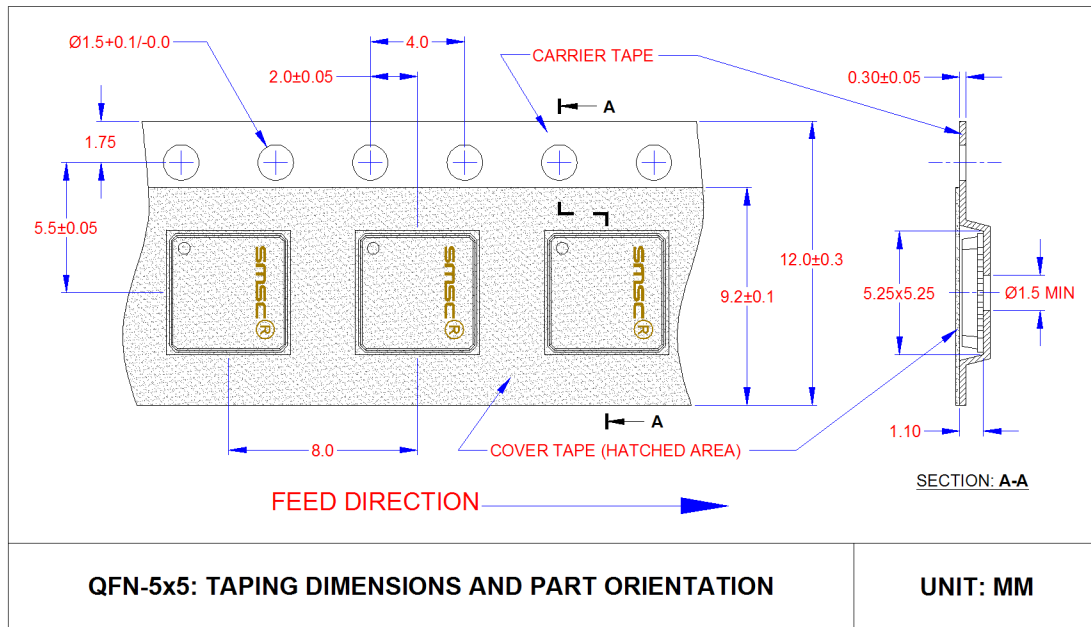 Ø1.5+0.1/-0.0
4.0
2.0±0.05
CARRIER TAPE
0.30±0.05
A
1.75
5.5±0.05
smsc®
smsc®
smsc®
12.0±0.3
9.2±0.1
5.25x5.25
Ø1.5 MIN
A
8.0
COVER TAPE (HATCHED AREA)
1.10
SECTION: A-A
FEED DIRECTION
QFN-5x5: TAPING DIMENSIONS AND PART ORIENTATION
UNIT: MM